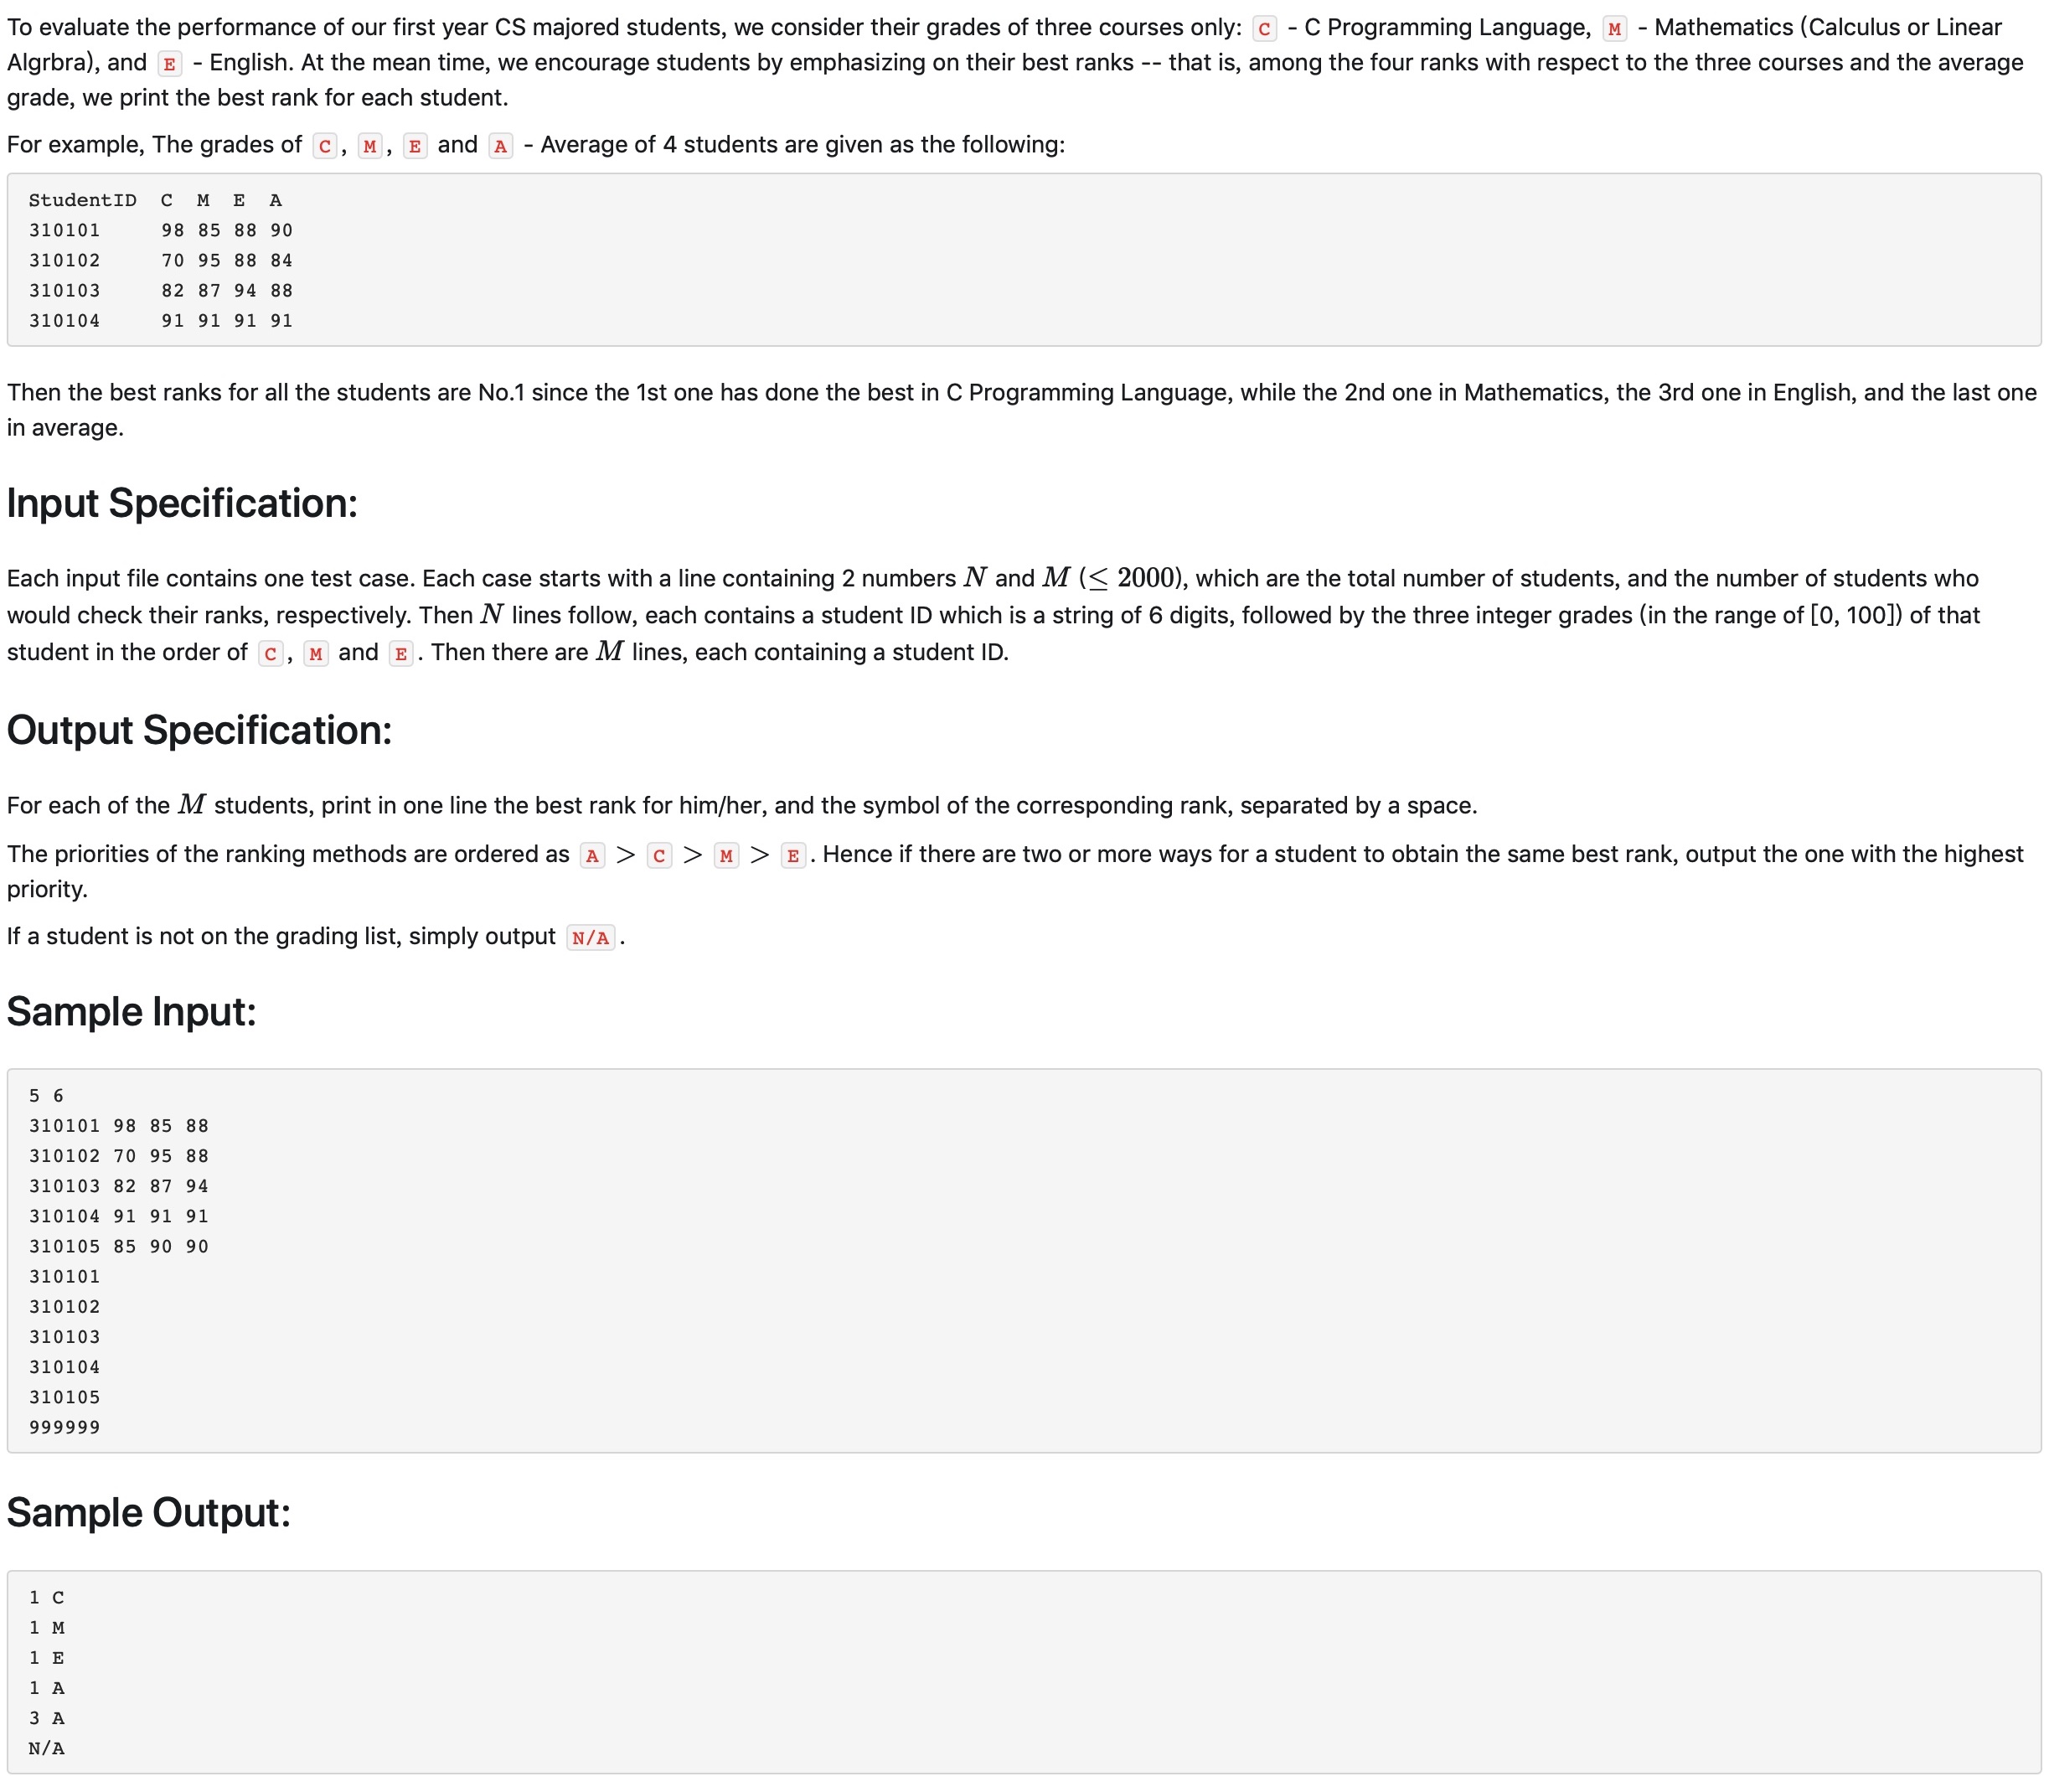 To evaluate the performance of our first year CS majored students, we consider their grades of three courses only: C - C Programming Language, M - Mathematics (Calculus or Linear
Algrbra), and E - English. At the mean time, we encourage students by emphasizing on their best ranks -- that is, among the four ranks with respect to the three courses and the average
grade, we print the best rank for each student.
For example, The grades of C, M, E and A - Average of 4 students are given as the following:
StudentID  C  M  E  A
310101     98 85 88 90
310102     70 95 88 84
310103     82 87 94 88
310104     91 91 91 91
Then the best ranks for all the students are No.1 since the 1st one has done the best in C Programming Language, while the 2nd one in Mathematics, the 3rd one in English, and the last one
in average.
Input Specification:
Each input file contains one test case. Each case starts with a line containing 2 numbers N and M (≤ 2000), which are the total number of students, and the number of students who
would check their ranks, respectively. Then N lines follow, each contains a student ID which is a string of 6 digits, followed by the three integer grades (in the range of [0, 100]) of that
student in the order of C, M and E. Then there are M lines, each containing a student ID.
Output Specification:
For each of the M students, print in one line the best rank for him/her, and the symbol of the corresponding rank, separated by a space.
The priorities of the ranking methods are ordered as A > C > M > E. Hence if there are two or more ways for a student to obtain the same best rank, output the one with the highest
priority.
If a student is not on the grading list, simply output N/A.
Sample Input:
5 6
310101 98 85 88
310102 70 95 88
310103 82 87 94
310104 91 91 91
310105 85 90 90
310101
310102
310103
310104
310105
999999
Sample Output:
1 C
1 M
1 E
1 A
3 A
N/A